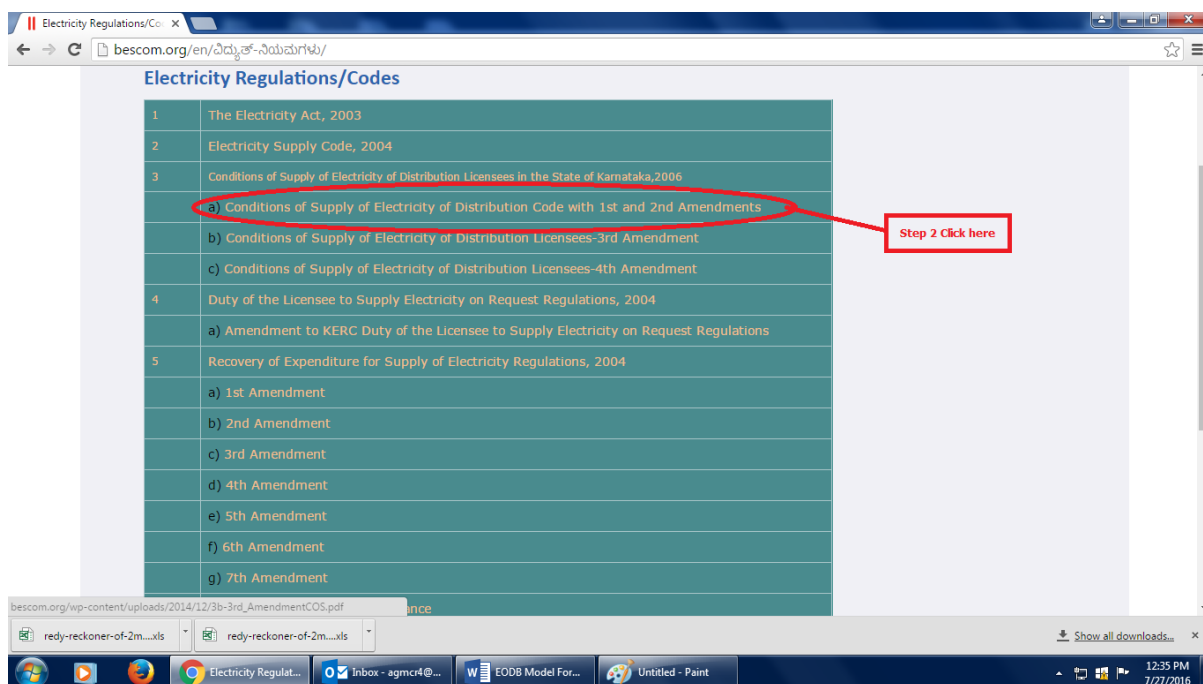 Electricity Regulations/Co
bescom.org/en/ವಿದ್ಯುತ್-ನಿಯಮಗಳು/
Electricity Regulations/Codes
1 The Electricity Act, 2003
2 Electricity Supply Code, 2004
3 Conditions of Supply of Electricity of Distribution Licensees in the State of Karnataka,2006
a) Conditions of Supply of Electricity of Distribution Code with 1st and 2nd Amendments
Step 2 Click here
b) Conditions of Supply of Electricity of Distribution Licensees-3rd Amendment
c) Conditions of Supply of Electricity of Distribution Licensees-4th Amendment
4 Duty of the Licensee to Supply Electricity on Request Regulations, 2004
a) Amendment to KERC Duty of the Licensee to Supply Electricity on Request Regulations
5 Recovery of Expenditure for Supply of Electricity Regulations, 2004
a) 1st Amendment
b) 2nd Amendment
c) 3rd Amendment
d) 4th Amendment
e) 5th Amendment
f) 6th Amendment
g) 7th Amendment
bescom.org/wp-content/uploads/2014/12/3b-3rd_AmendmentCOS.pdf
redy-reckoner-of-2m....xls redy-reckoner-of-2m....xls Show all downloads...
Electricity Regulat... Inbox - agmcr4@... EODB Model For... Untitled - Paint 12:35 PM
7/27/2016